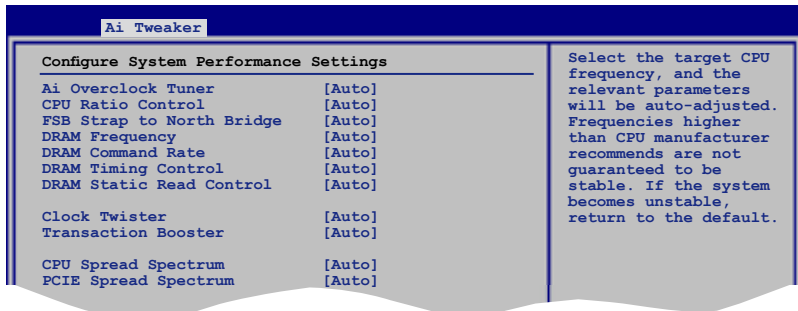 Ai Tweaker
Configure System Performance Settings
Ai Overclock Tuner [Auto]
CPU Ratio Control [Auto]
FSB Strap to North Bridge [Auto]
DRAM Frequency [Auto]
DRAM Command Rate [Auto]
DRAM Timing Control [Auto]
DRAM Static Read Control [Auto]
Clock Twister [Auto]
Transaction Booster [Auto]
CPU Spread Spectrum [Auto]
PCIE Spread Spectrum [Auto]
Select the target CPU
frequency, and the
relevant parameters
will be auto-adjusted.
Frequencies higher
than CPU manufacturer
recommends are not
guaranteed to be
stable. If the system
becomes unstable,
return to the default.